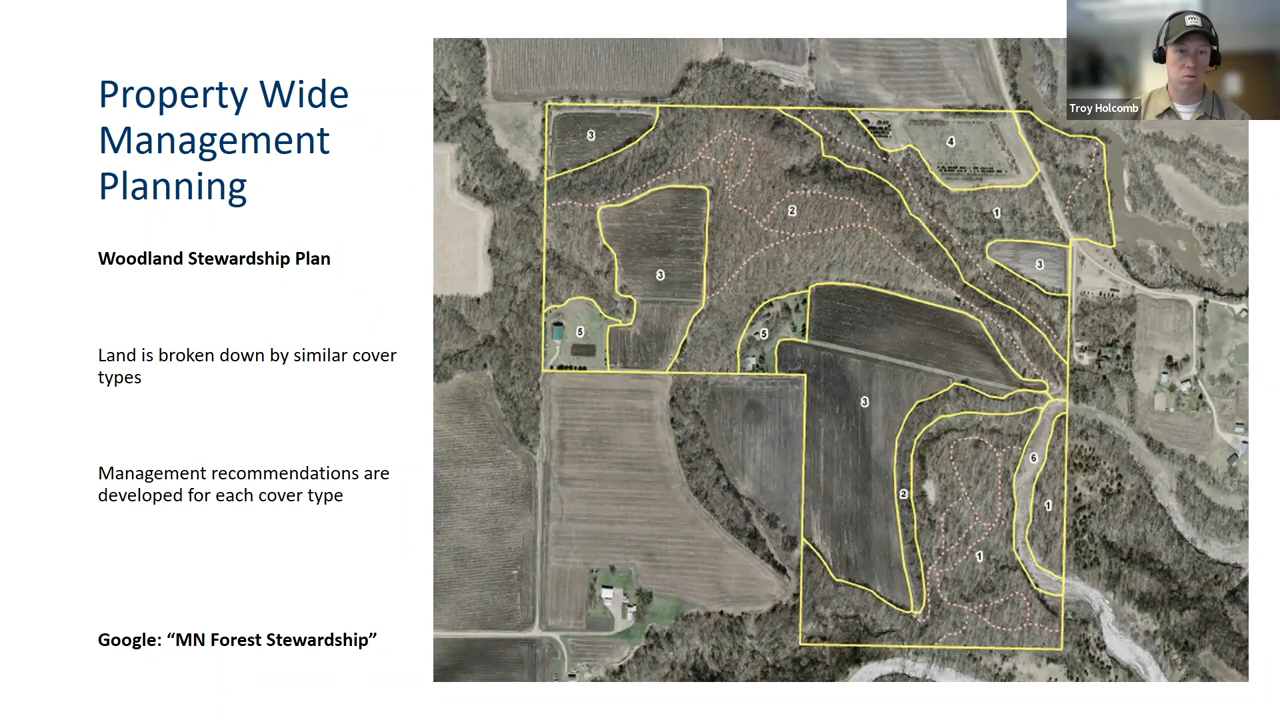 Property Wide
Management
Planning
Woodland Stewardship Plan
Land is broken down by similar cover
types
Management recommendations are
developed for each cover type
Google: “MN Forest Stewardship”
Troy Holcomb
3
4
2
1
3
3
5
5
3
6
2
1
1